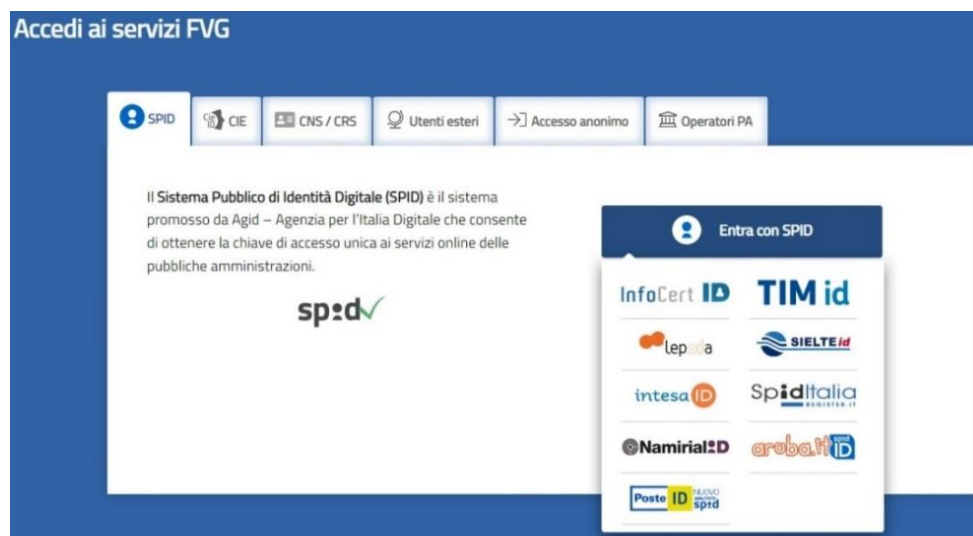 Accedi ai servizi FVG
SPID
CIE
CNS / CRS
Utenti esteri
Accesso anonimo
Operatori PA
Il Sistema Pubblico di Identità Digitale (SPID) è il sistema
promosso da Agid – Agenzia per l'Italia Digitale che consente
di ottenere la chiave di accesso unica ai servizi online delle
pubbliche amministrazioni.
spid
Entra con SPID
InfoCert ID
TIM id
lepida
SIELTE id
intesa ID
SpidItalia
REGISTER.IT
Namirial ID
aruba.it spid ID
Poste ID NUOVO
spid